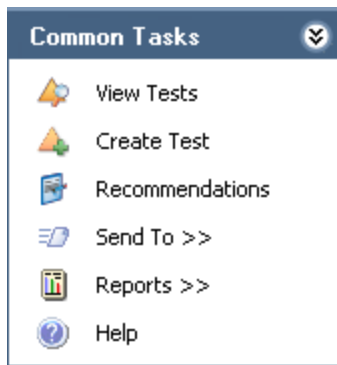 Common Tasks
View Tests
Create Test
Recommendations
Send To >>
Reports >>
Help